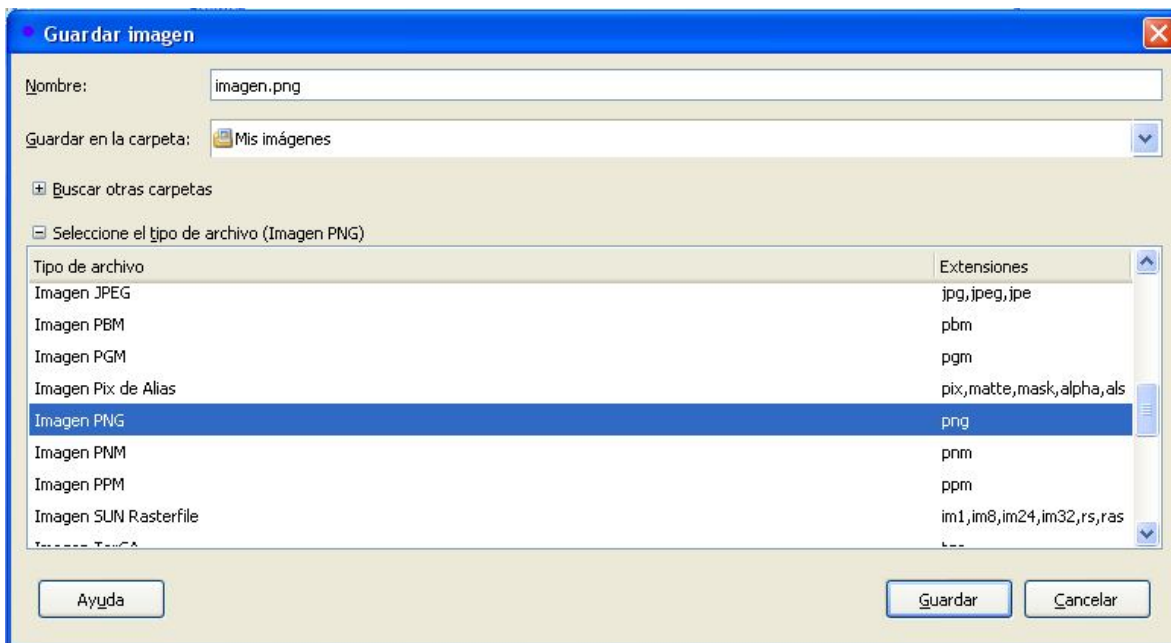 Guardar imagen
Nombre: imagen.png
Guardar en la carpeta: Mis imágenes
Buscar otras carpetas
Seleccione el tipo de archivo (Imagen PNG)
Tipo de archivo Extensiones
Imagen JPEG jpg,jpeg,jpe
Imagen PBM pbm
Imagen PGM pgm
Imagen Pix de Alias pix,matte,mask,alpha,als
Imagen PNG png
Imagen PNM pnm
Imagen PPM ppm
Imagen SUN Rasterfile im1,im8,im24,im32,rs,ras
Ayuda Guardar Cancelar